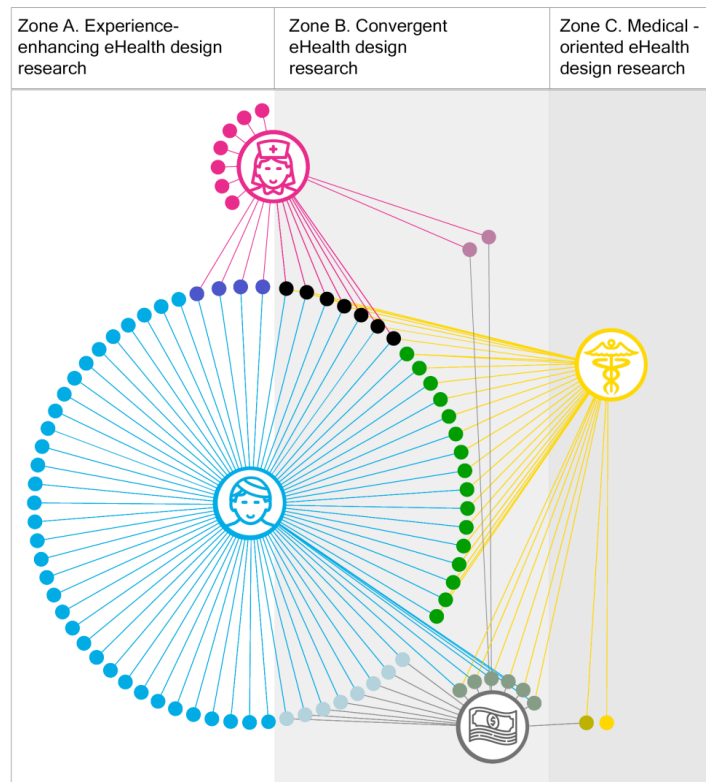 Zone A. Experience-
enhancing eHealth design
research
Zone B. Convergent
eHealth design
research
Zone C. Medical -
oriented eHealth
design research
$